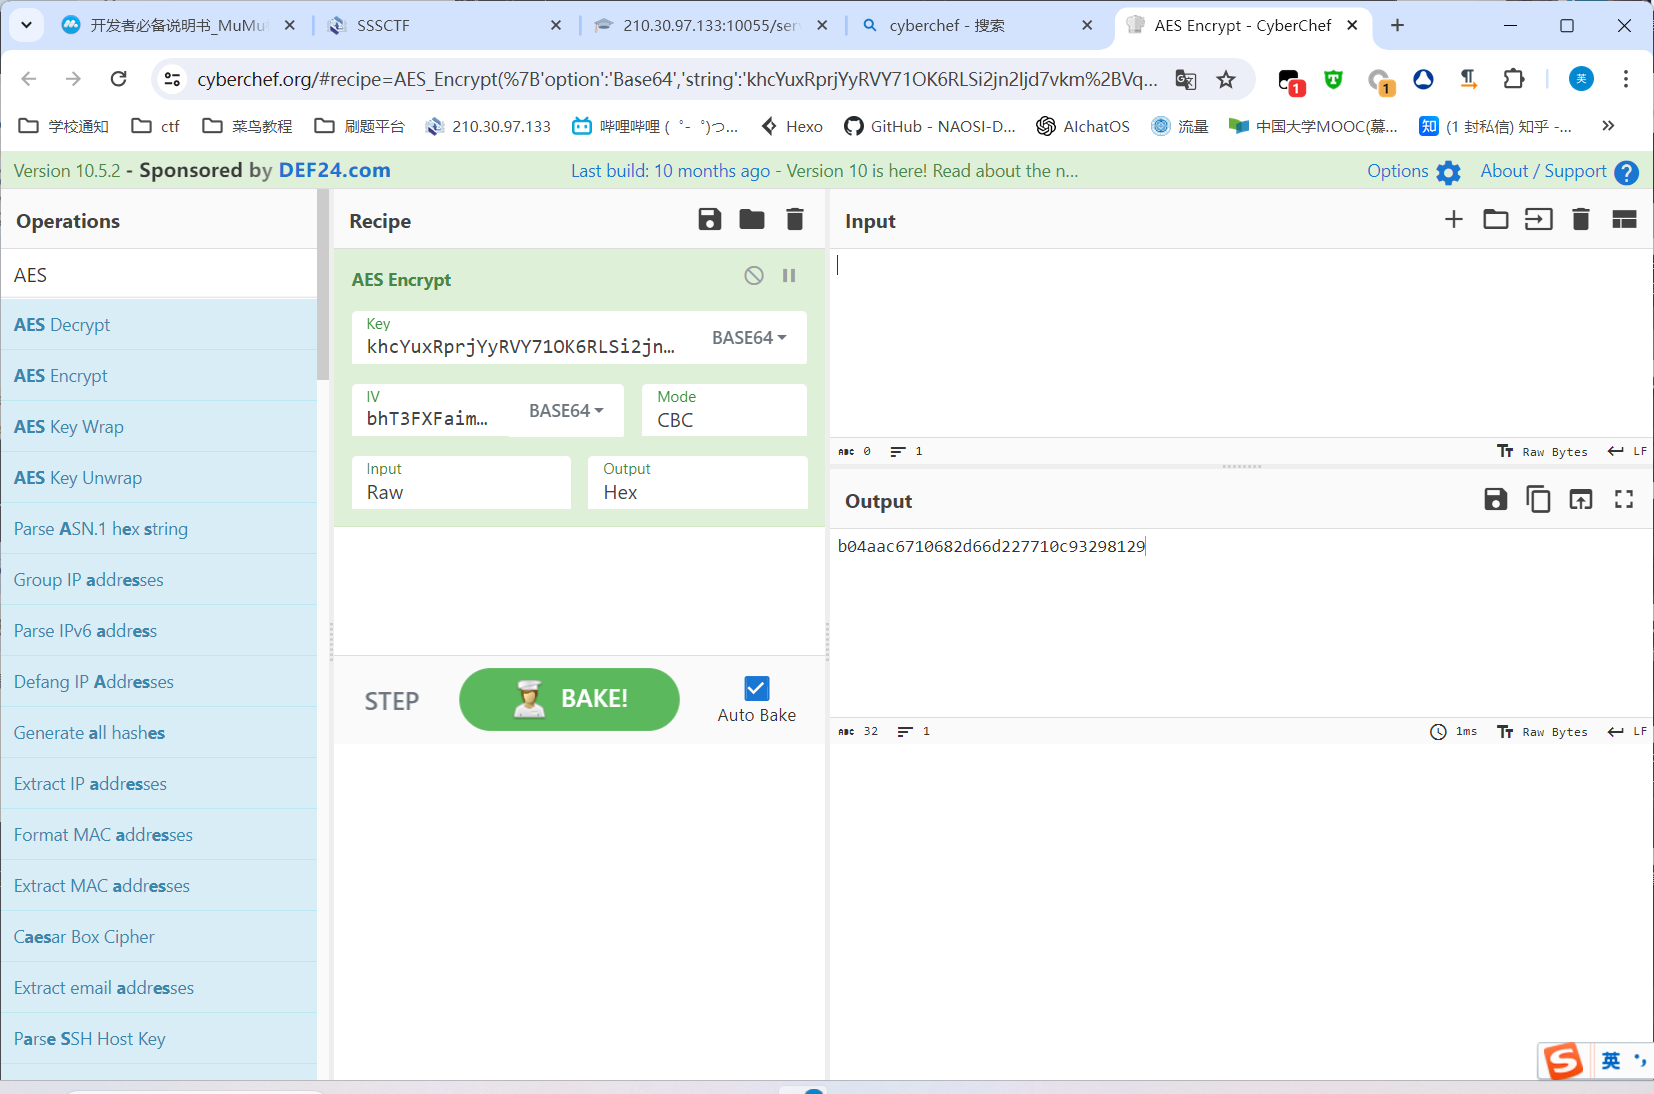 开发者必备说明书_MuMu
SSSCTF
210.30.97.133:10055/ser
cyberchef - 搜索
AES Encrypt - CyberChef
cyberchef.org/#recipe=AES_Encrypt(%7B'option':'Base64','string':'khcYuxRprjYyRVY71OK6RLSi2jn2ljd7vkm%2BVq...
1
1
芙
学校通知
ctf
菜鸟教程
刷题平台
210.30.97.133
哔哩哔哩 ( ゜- ゜)つ...
Hexo
GitHub - NAOSI-D...
AIchatOS
流量
中国大学MOOC(慕...
知 (1 封私信) 知乎 -...
Version 10.5.2 - Sponsored by DEF24.com
Last build: 10 months ago - Version 10 is here! Read about the n...
Options
About / Support
Operations
Recipe
Input
AES
AES Encrypt
AES Decrypt
AES Encrypt
AES Key Wrap
AES Key Unwrap
Parse ASN.1 hex string
Group IP addresses
Parse IPv6 address
Defang IP Addresses
Generate all hashes
Extract IP addresses
Format MAC addresses
Extract MAC addresses
Caesar Box Cipher
Extract email addresses
Parse SSH Host Key
Key
khcYuxRprjYyRVY71OK6RLSi2jn...
BASE64
IV
bhT3FXFaim...
BASE64
Mode
CBC
Input
Raw
Output
Hex
STEP
BAKE!
Auto Bake
ABC 0
1
Raw Bytes
LF
Output
b04aac6710682d66d227710c93298129
ABC 32
1
1ms
Raw Bytes
LF
英